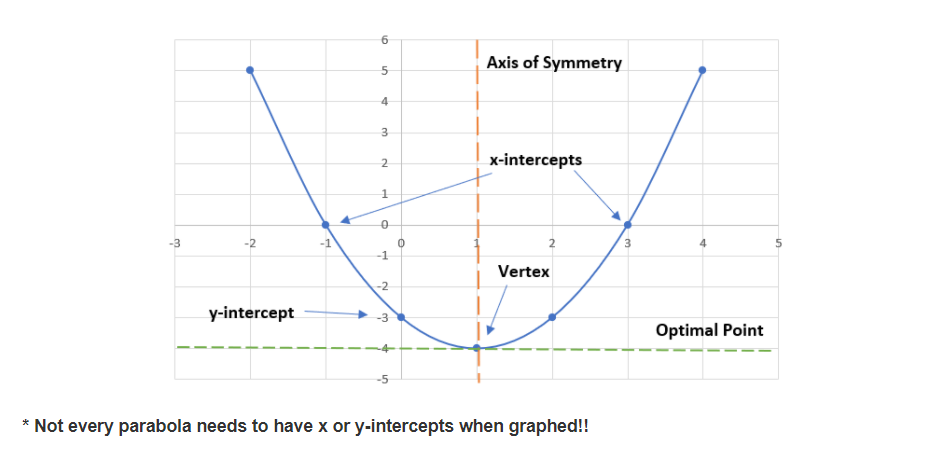 6
5
4
3
2
1
0
-3 -2 -1 0 1 2 3 4 5
-1
-2
-3
-4
-5
Axis of Symmetry
x-intercepts
Vertex
y-intercept
Optimal Point
* Not every parabola needs to have x or y-intercepts when graphed!!